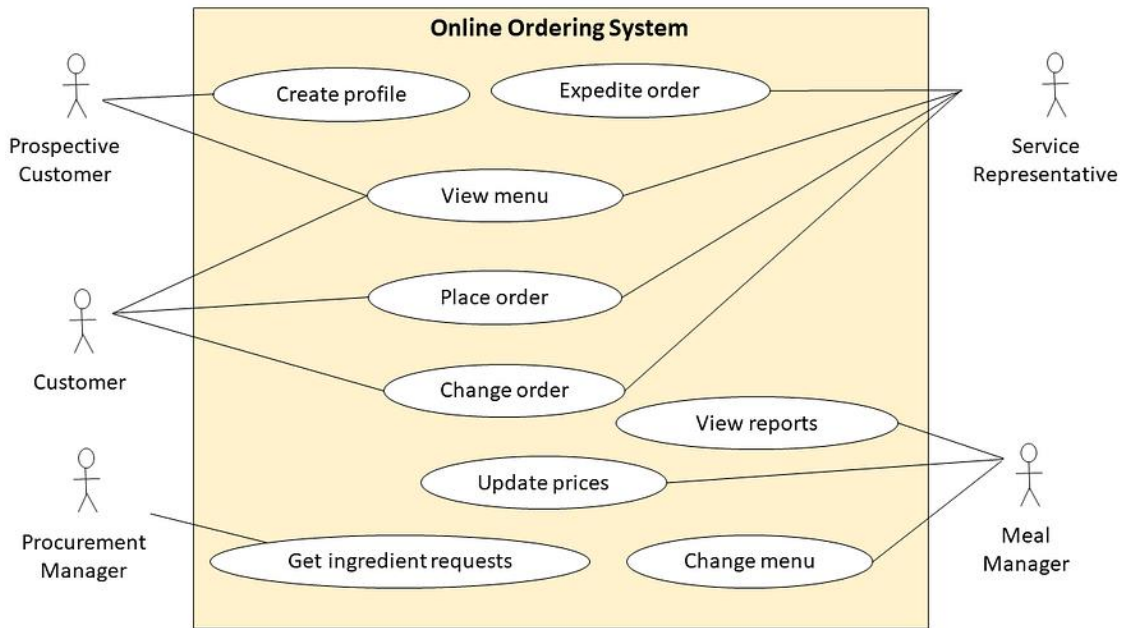 Online Ordering System
Create profile
Expedite order
Prospective
Customer
Service
Representative
View menu
Place order
Customer
Change order
View reports
Update prices
Procurement
Manager
Get ingredient requests
Change menu
Meal
Manager